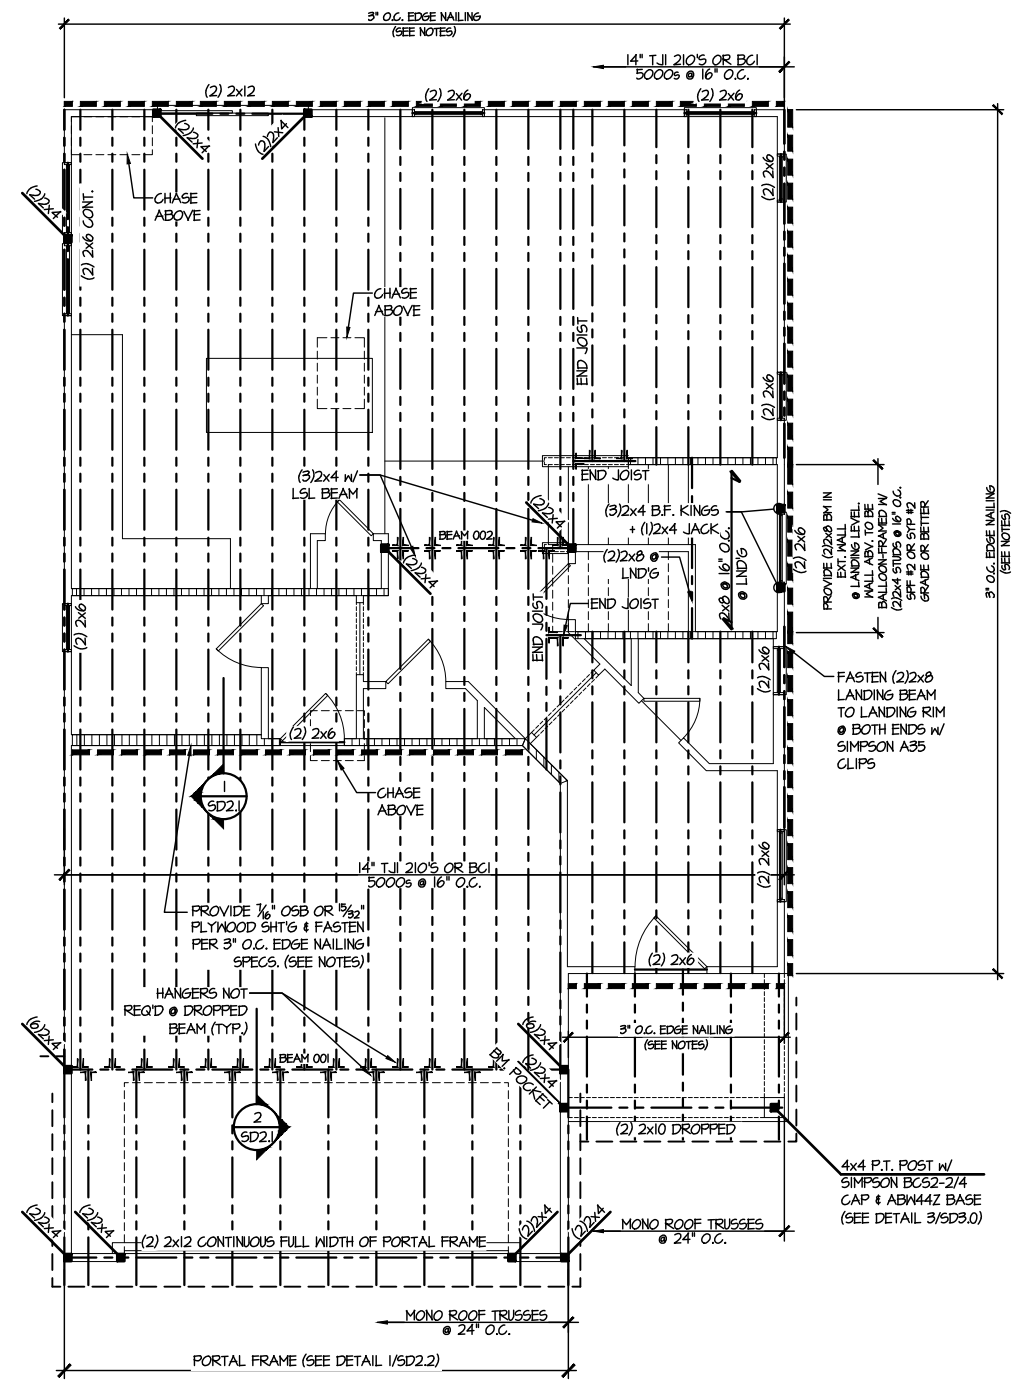 3" O.C. EDGE NAILING
(SEE NOTES)
14" TJI 210'S OR BCI
5000s @ 16" O.C.
(2) 2x12
(2) 2x6
(2) 2x6
(2)2x4
(2)2x4
(2) 2x6
(2)2x4
(2) 2x6 CONT.
CHASE
ABOVE
CHASE
ABOVE
END JOIST
(2) 2x6
(3)2x4 W/
LSL BEAM
END JOIST
(2)2x4
(3)2x4 B.F. KINGS
+ (1)2x4 JACK
BEAM 002
(2)2x4
(2)2x8 @
LND'G
2x8 @ 16" O.C.
@ LND'G
(2) 2x6
PROVIDE (2)2x8 BM IN
EXT. WALL
@ LANDING LEVEL.
WALL ABV. TO BE
BALLOON-FRAMED W/
(2)2x4 STUDS @ 16" O.C.
SPF #2 OR SYP #2
GRADE OR BETTER
3" O.C. EDGE NAILING
(SEE NOTES)
END JOIST
END JOIST
(2) 2x6
(2) 2x6
FASTEN (2)2x8
LANDING BEAM
TO LANDING RIM
@ BOTH ENDS W/
SIMPSON A35
CLIPS
(2) 2x6
1
SD2.1
CHASE
ABOVE
(2) 2x6
14" TJI 210'S OR BCI
5000s @ 16" O.C.
PROVIDE 7/16" OSB OR 15/32"
PLYWOOD SHT'G & FASTEN
PER 3" O.C. EDGE NAILING
SPECS. (SEE NOTES)
(2) 2x6
HANGERS NOT
REQ'D @ DROPPED
BEAM (TYP.)
(6)2x4
(6)2x4
3" O.C. EDGE NAILING
(SEE NOTES)
BEAM 001
BM POCKET
(2)2x4
2
SD2.1
(2) 2x10 DROPPED
4x4 P.T. POST W/
SIMPSON BCS2-2/4
CAP & ABW44Z BASE
(SEE DETAIL 3/SD3.0)
(2)2x4
(2)2x4
(2)2x4
(2)2x4
(2) 2x12 CONTINUOUS FULL WIDTH OF PORTAL FRAME
MONO ROOF TRUSSES
@ 24" O.C.
MONO ROOF TRUSSES
@ 24" O.C.
PORTAL FRAME (SEE DETAIL 1/SD2.2)